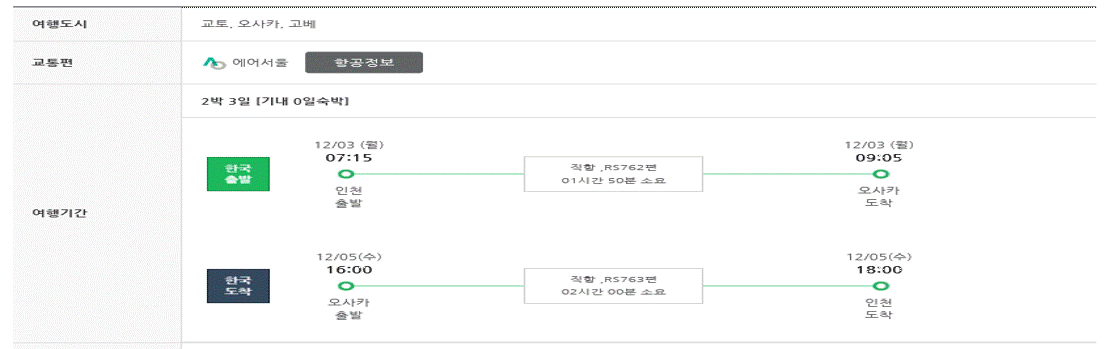 여행도시
교토, 오사카, 고베
교통편
에어서울
항공정보
여행기간
2박 3일 [기내 0일숙박]
한국
출발
12/03 (월)
07:15
인천
출발
직항 ,RS762편
01시간 50분 소요
12/03 (월)
09:05
오사카
도착
한국
도착
12/05(수)
16:00
오사카
출발
직항 ,RS763편
02시간 00분 소요
12/05(수)
18:00
인천
도착